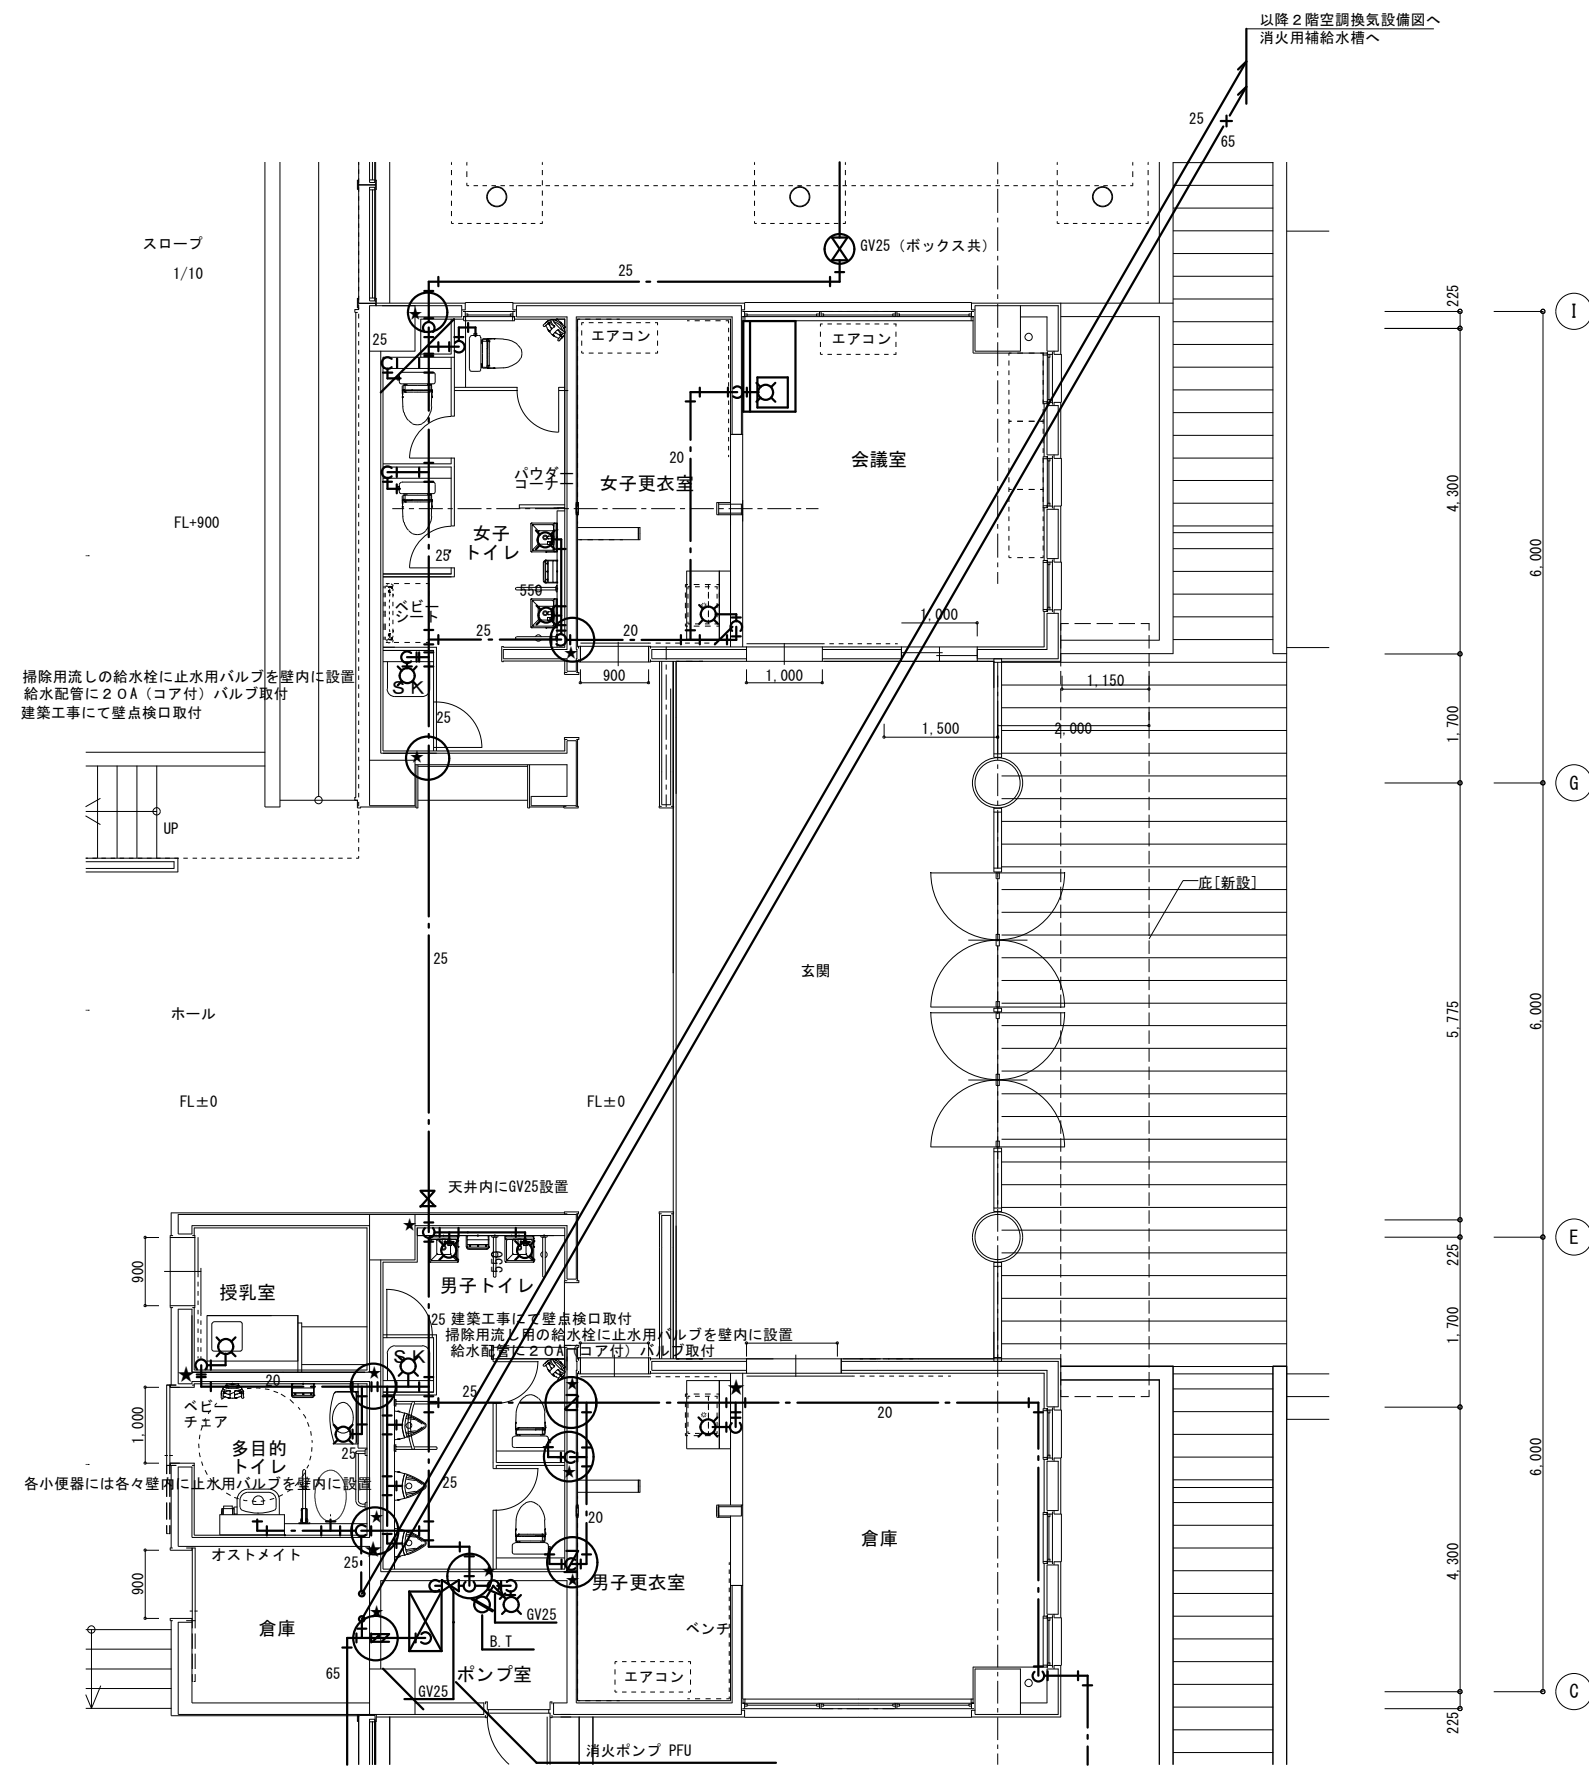 以降２階空調換気設備図へ
消火用補給水槽へ
25
65
スロープ
1/10
GV25（ボックス共）
25
225
I
25
エアコン
エアコン
会議室
20
パウダー
コーナー
女子更衣室
4,300
FL+900
女子
トイレ
25
6,000
550
ベビー
シート
25
20
1,000
掃除用流しの給水栓に止水用バルブを壁内に設置
給水配管に２０A（コア付）バルブ取付
建築工事にて壁点検口取付
SK
900
1,000
1,150
25
1,500
2,000
1,700
G
UP
庇[新設]
25
玄関
ホール
5,775
6,000
FL±0
FL±0
天井内にGV25設置
E
225
550
900
授乳室
男子トイレ
25
建築工事にて壁点検口取付
掃除用流し用の給水栓に止水用バルブを壁内に設置
給水配管に２０A（コア付）バルブ取付
1,700
SK
20
25
ベビー
チェア
20
1,000
多目的
トイレ
25
各小便器には各々壁内に止水用バルブを壁内に設置
25
6,000
20
倉庫
オストメイト
25
4,300
900
男子更衣室
GV25
倉庫
ベンチ
B.T
65
ポンプ室
エアコン
GV25
C
225
消火ポンプ PFU